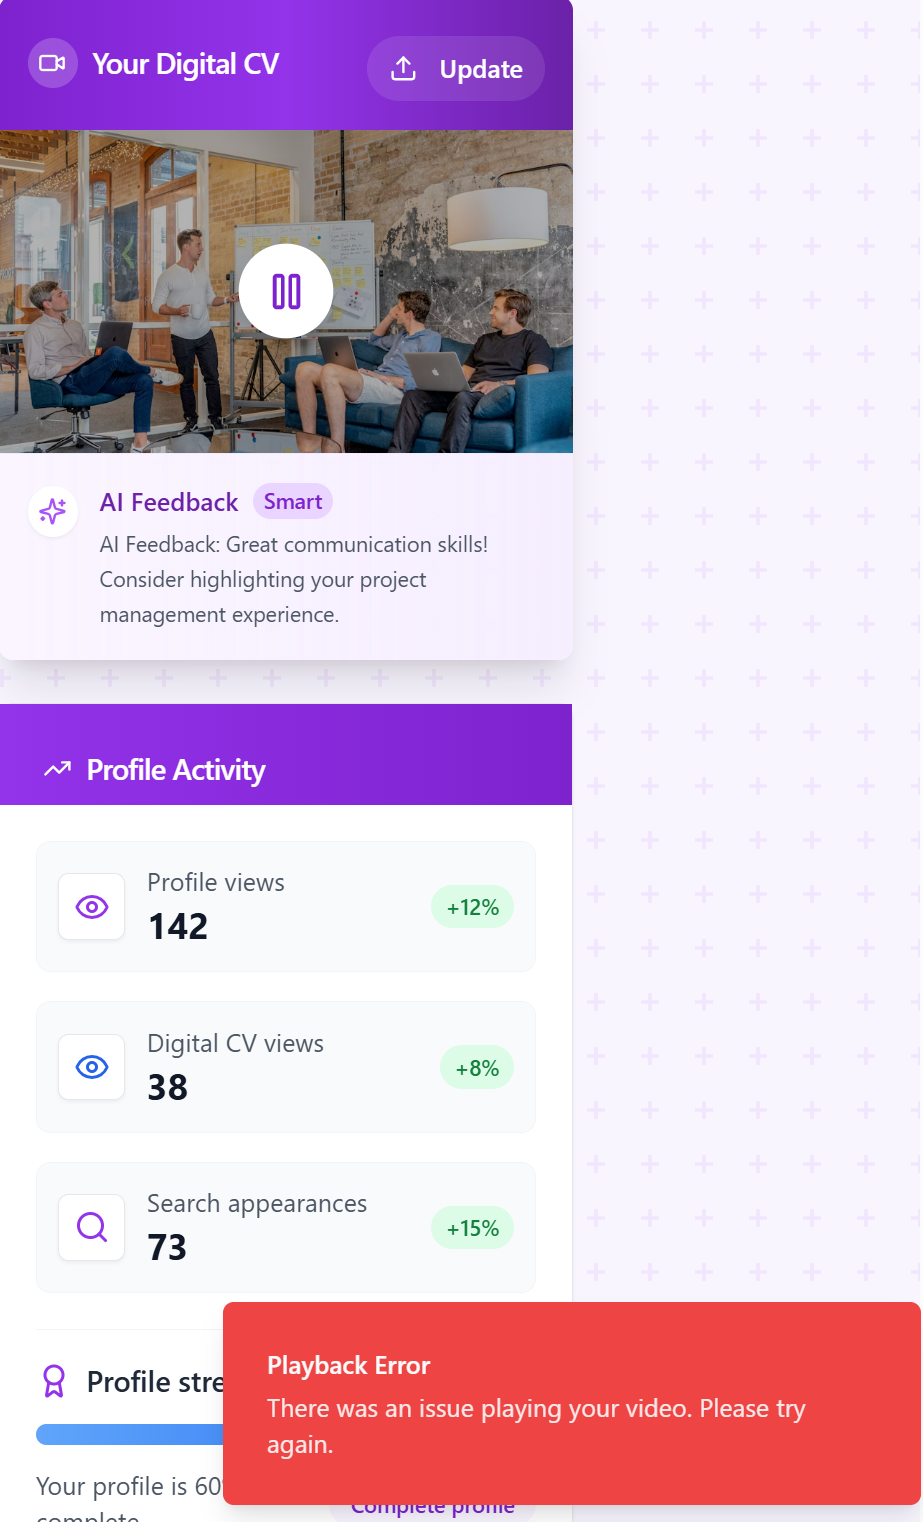 Your Digital CV
Update
AI Feedback
Smart
AI Feedback: Great communication skills!
Consider highlighting your project
management experience.
Profile Activity
Profile views
142
+12%
Digital CV views
38
+8%
Search appearances
73
+15%
Profile stre
Playback Error
There was an issue playing your video. Please try
again.
Your profile is 60
complete
Complete profile